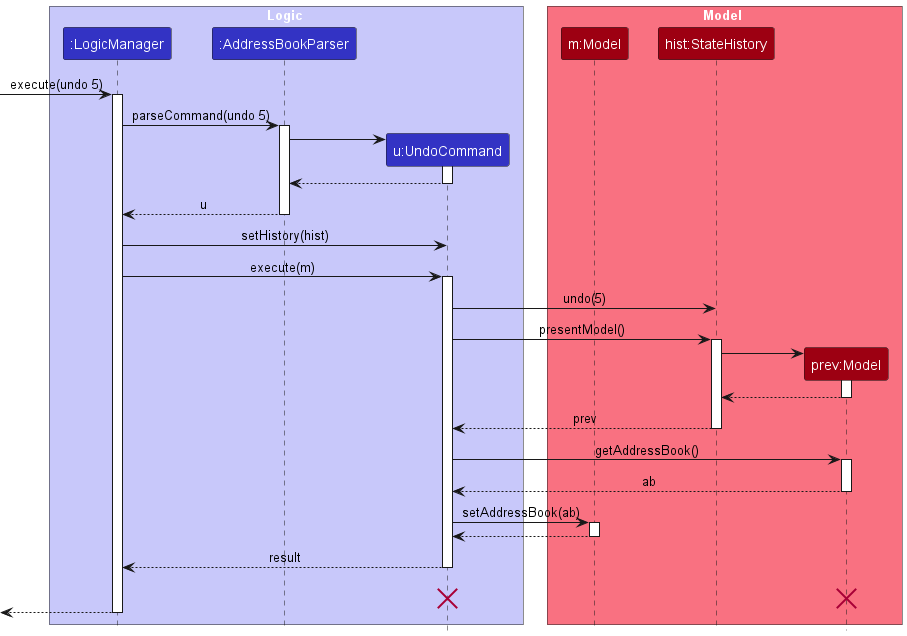 Logic
Model
:LogicManager
:AddressBookParser
m:Model
hist:StateHistory
execute(undo 5)
parseCommand(undo 5)
u:UndoCommand
u
setHistory(hist)
execute(m)
undo(5)
presentModel()
prev:Model
prev
getAddressBook()
ab
setAddressBook(ab)
result